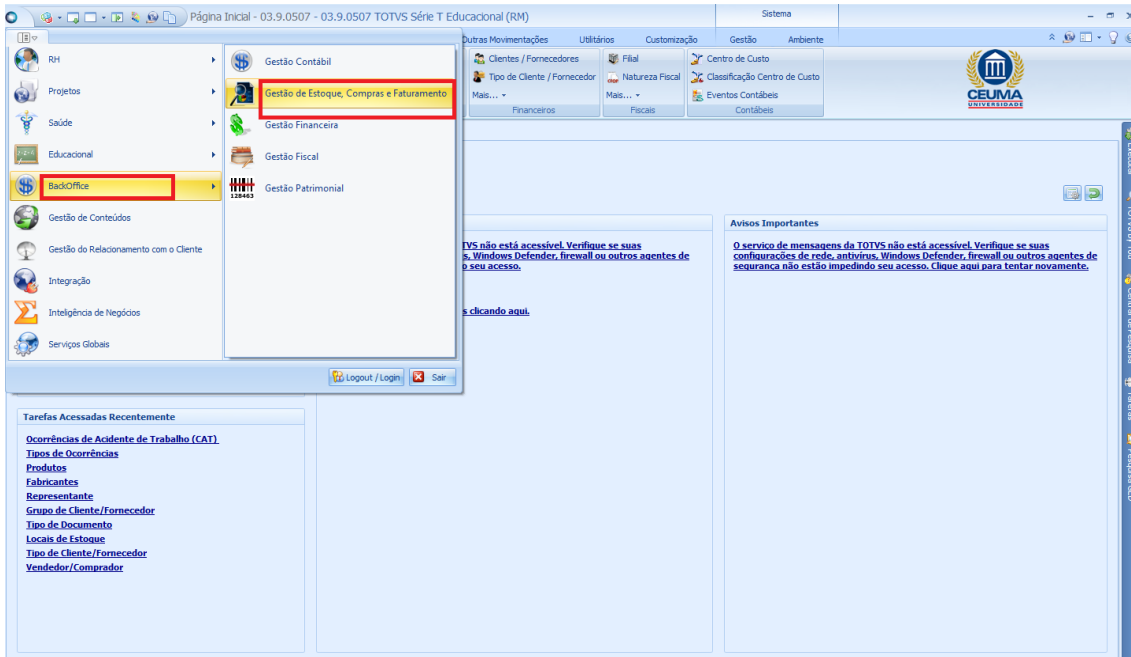 Página Inicial - 03.9.0507 - 03.9.0507 TOTVS Série T Educacional (RM)
Sistema
Outras Movimentações
Utilitários
Customização
Gestão
Ambiente
RH
Projetos
Saúde
Educacional
BackOffice
Gestão de Conteúdos
Gestão do Relacionamento com o Cliente
Integração
Inteligência de Negócios
Serviços Globais
Gestão Contábil
Gestão de Estoque, Compras e Faturamento
Gestão Financeira
Gestão Fiscal
Gestão Patrimonial
128463
Logout / Login
Sair
Clientes / Fornecedores
Tipo de Cliente / Fornecedor
Mais...
Financeiros
Filial
Natureza Fiscal
Mais...
Fiscais
Centro de Custo
Classificação Centro de Custo
Eventos Contábeis
Contábeis
CEUMA
UNIVERSIDADE
TVS não está acessível. Verifique se suas
s, Windows Defender, firewall ou outros agentes de
o seu acesso.
s clicando aqui.
Avisos Importantes
O serviço de mensagens da TOTVS não está acessível. Verifique se suas
configurações de rede, antivírus, Windows Defender, firewall ou outros agentes de
segurança não estão impedindo seu acesso. Clique aqui para tentar novamente.
Tarefas Acessadas Recentemente
Ocorrências de Acidente de Trabalho (CAT)
Tipos de Ocorrências
Produtos
Fabricantes
Representante
Grupo de Cliente/Fornecedor
Tipo de Documento
Locais de Estoque
Tipo de Cliente/Fornecedor
Vendedor/Comprador